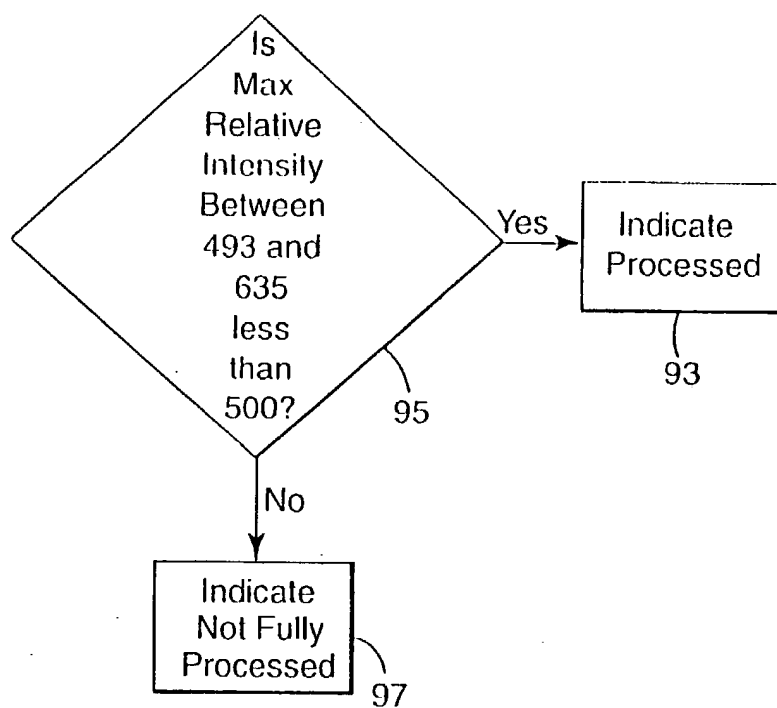 Is
Max
Relative
Intensity
Between
493 and
635
less
than
500?
Yes
Indicate
Processed
93
95
No
Indicate
Not Fully
Processed
97